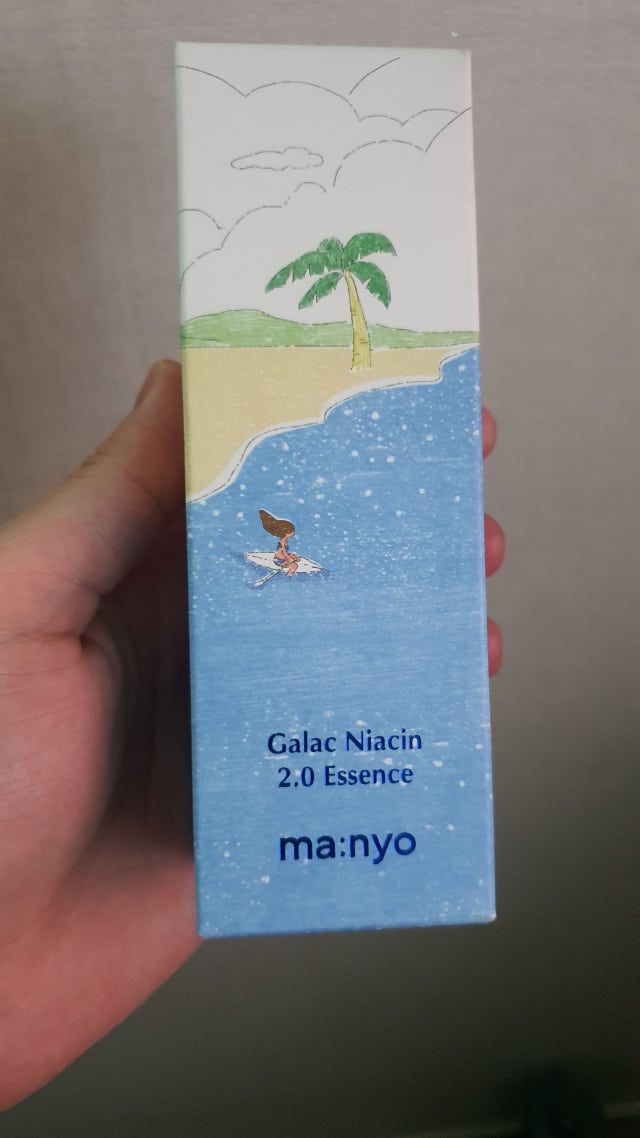 Galac Niacin
2.0 Essence
ma:nyo